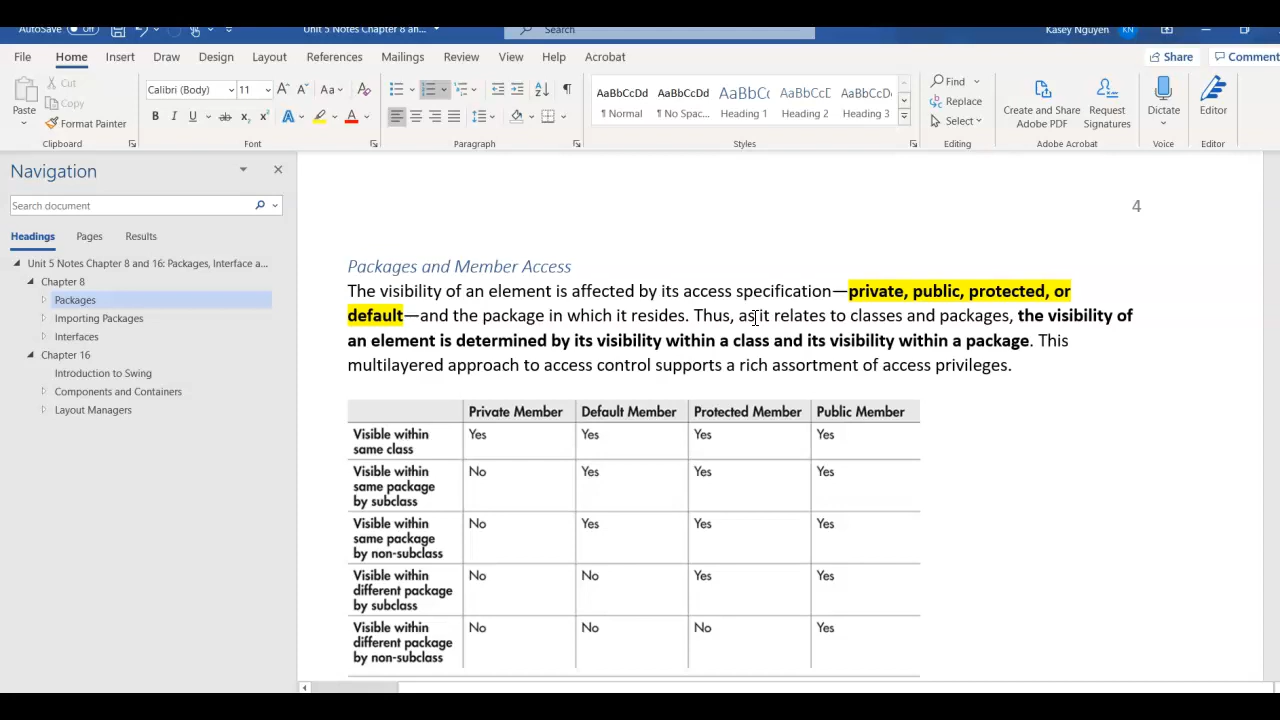 AutoSave Off
Unit 5 Notes Chapter 8 an...
Search
Kasey Nguyen KN
File Home Insert Draw Design Layout References Mailings Review View Help Acrobat Share Comment
Paste
Cut
Copy
Format Painter
Clipboard
Calibri (Body) 11
Font
Paragraph
AaBbCcDd AaBbCcDd AaBbCc AaBbCcD AaBbCcD
¶ Normal ¶ No Spac... Heading 1 Heading 2 Heading 3
Styles
Find
Replace
Select
Editing
Create and Share
Adobe PDF
Request
Signatures
Adobe Acrobat
Dictate
Voice
Editor
Editor
Navigation
Search document
Headings Pages Results
Unit 5 Notes Chapter 8 and 16: Packages, Interface a...
Chapter 8
Packages
Importing Packages
Interfaces
Chapter 16
Introduction to Swing
Components and Containers
Layout Managers
4
Packages and Member Access
The visibility of an element is affected by its access specification—private, public, protected, or
default—and the package in which it resides. Thus, as it relates to classes and packages, the visibility of
an element is determined by its visibility within a class and its visibility within a package. This
multilayered approach to access control supports a rich assortment of access privileges.
Private Member Default Member Protected Member Public Member
Visible within
same class
Yes Yes Yes Yes
Visible within
same package
by subclass
No Yes Yes Yes
Visible within
same package
by non-subclass
No Yes Yes Yes
Visible within
different package
by subclass
No No Yes Yes
Visible within
different package
by non-subclass
No No No Yes